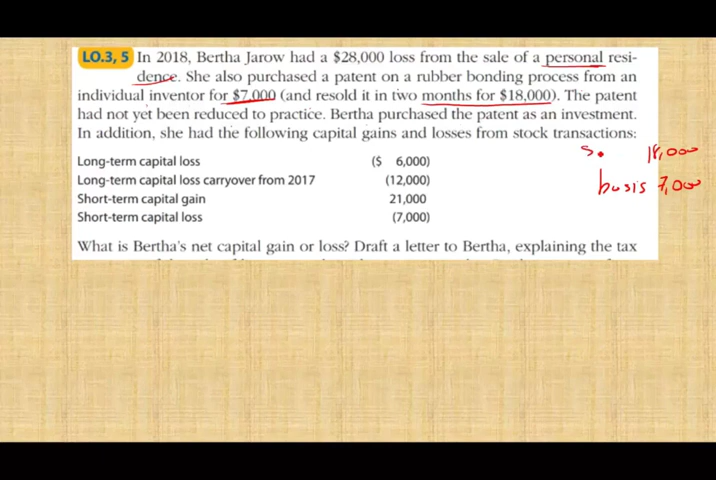 LO.3, 5 In 2018, Bertha Jarow had a $28,000 loss from the sale of a personal resi-
dence. She also purchased a patent on a rubber bonding process from an
individual inventor for $7,000 (and resold it in two months for $18,000). The patent
had not yet been reduced to practice. Bertha purchased the patent as an investment.
In addition, she had the following capital gains and losses from stock transactions:
Long-term capital loss ($ 6,000)
Long-term capital loss carryover from 2017 (12,000)
Short-term capital gain 21,000
Short-term capital loss (7,000)
S. 18,000
basis 7,000
What is Bertha's net capital gain or loss? Draft a letter to Bertha, explaining the tax